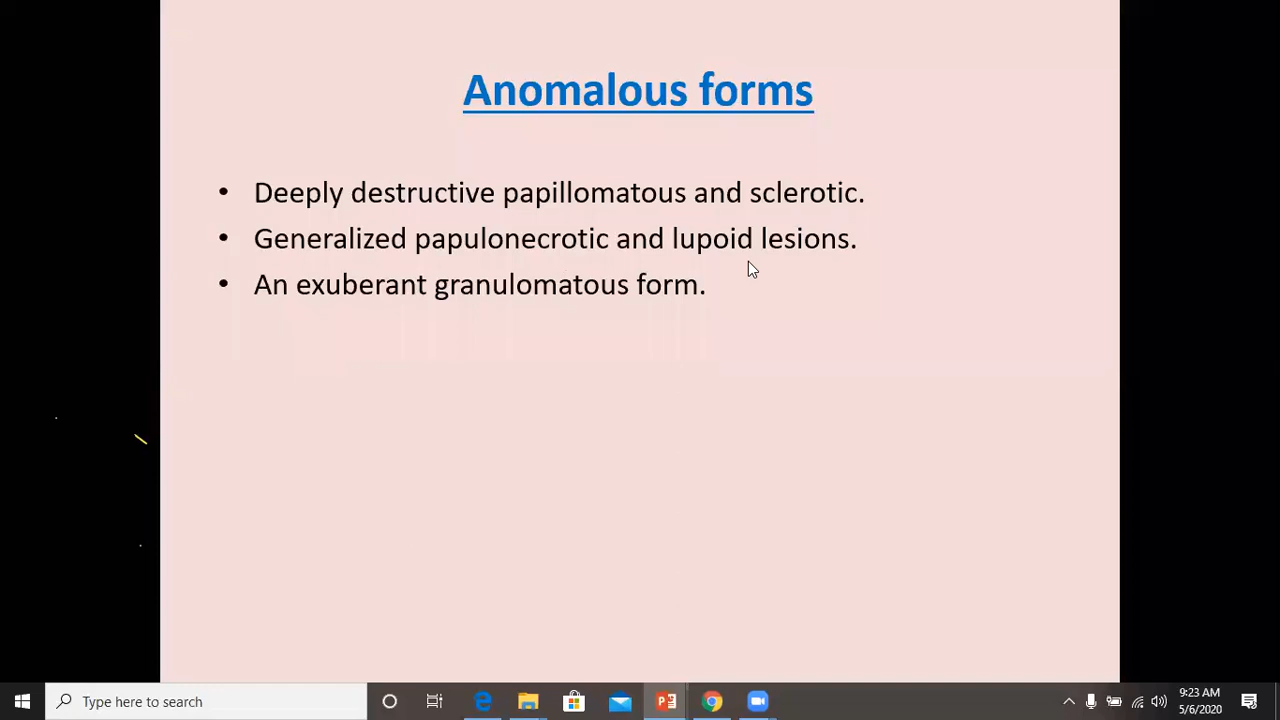 Anomalous forms
• Deeply destructive papillomatous and sclerotic.
• Generalized papulonecrotic and lupoid lesions.
• An exuberant granulomatous form.
Type here to search
9:23 AM
5/6/2020